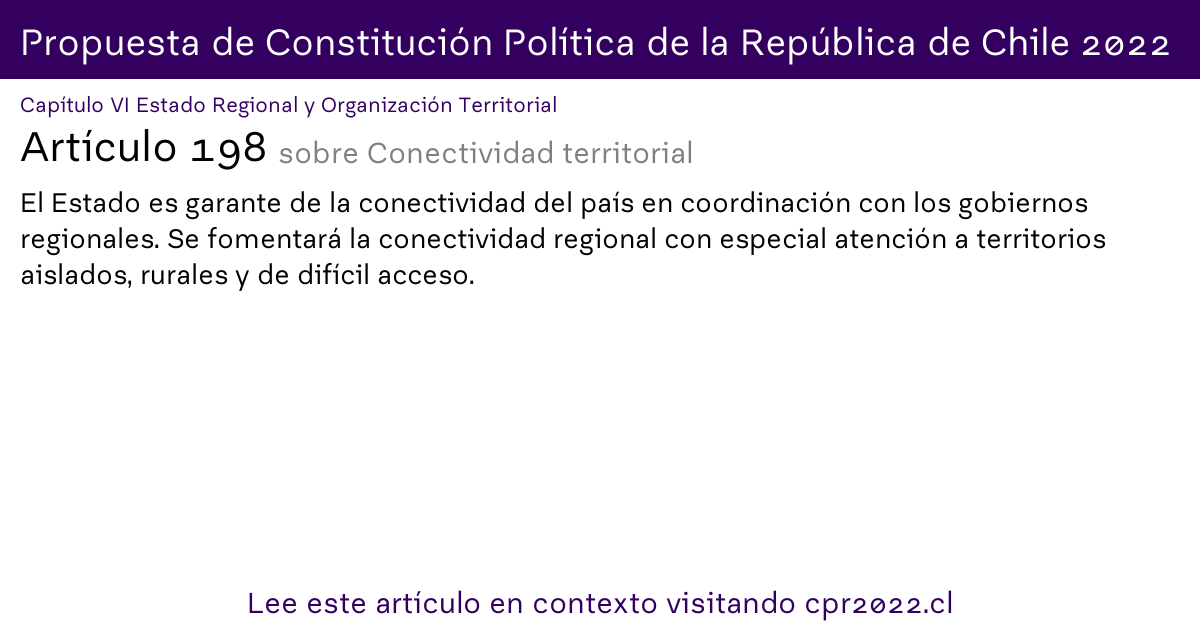 Propuesta de Constitución Política de la República de Chile 2022
Capítulo VI Estado Regional y Organización Territorial
Artículo 198 sobre Conectividad territorial
El Estado es garante de la conectividad del país en coordinación con los gobiernos
regionales. Se fomentará la conectividad regional con especial atención a territorios
aislados, rurales y de difícil acceso.
Lee este artículo en contexto visitando cpr2022.cl